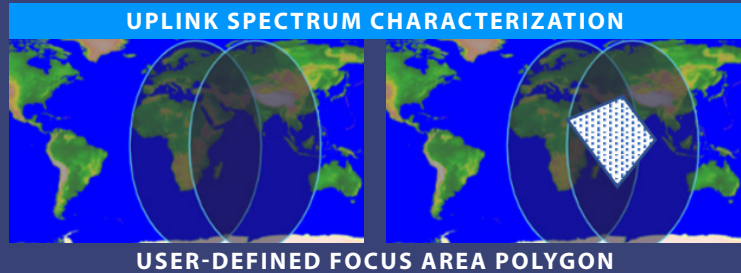 UPLINK SPECTRUM CHARACTERIZATION
USER-DEFINED FOCUS AREA POLYGON